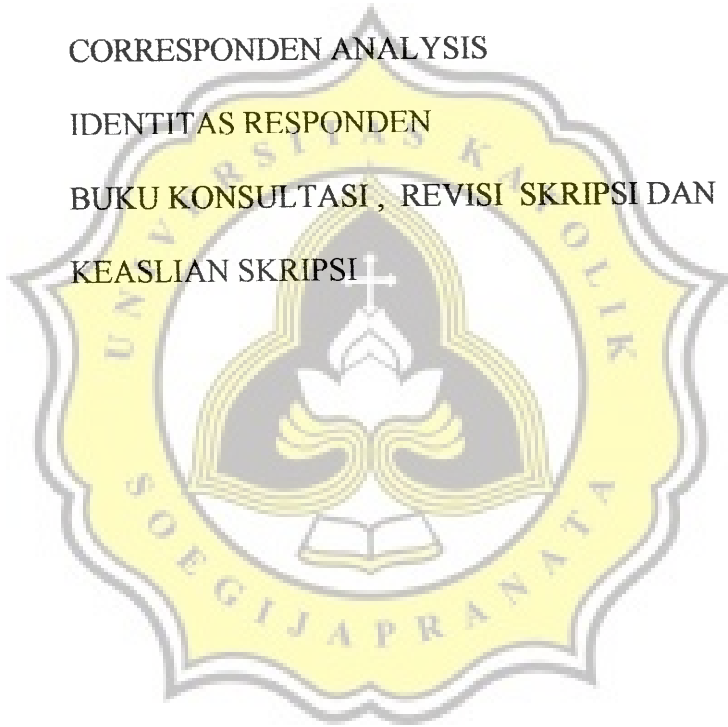 CORRESPONDEN ANALYSIS
IDENTITAS RESPONDEN
BUKU KONSULTASI , REVISI SKRIPSI DAN
KEASLIAN SKRIPSI
UNIVERSITAS KATOLIK
SOEGIJAPRANATA